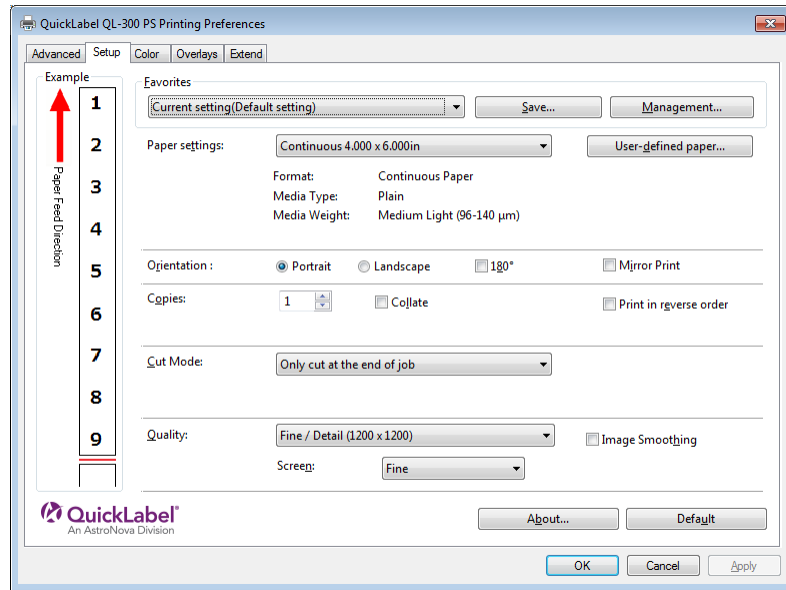 QuickLabel QL-300 PS Printing Preferences
Advanced Setup Color Overlays Extend
Example
Paper Feed Direction
1
2
3
4
5
6
7
8
9
Favorites
Current setting(Default setting) Save... Management...
Paper settings: Continuous 4.000 x 6.000in User-defined paper...
Format: Continuous Paper
Media Type: Plain
Media Weight: Medium Light (96-140 µm)
Orientation : Portrait Landscape 180° Mirror Print
Copies: 1 Collate Print in reverse order
Cut Mode: Only cut at the end of job
Quality: Fine / Detail (1200 x 1200) Image Smoothing
Screen: Fine
QuickLabel®
An AstroNova Division
About... Default
OK Cancel Apply